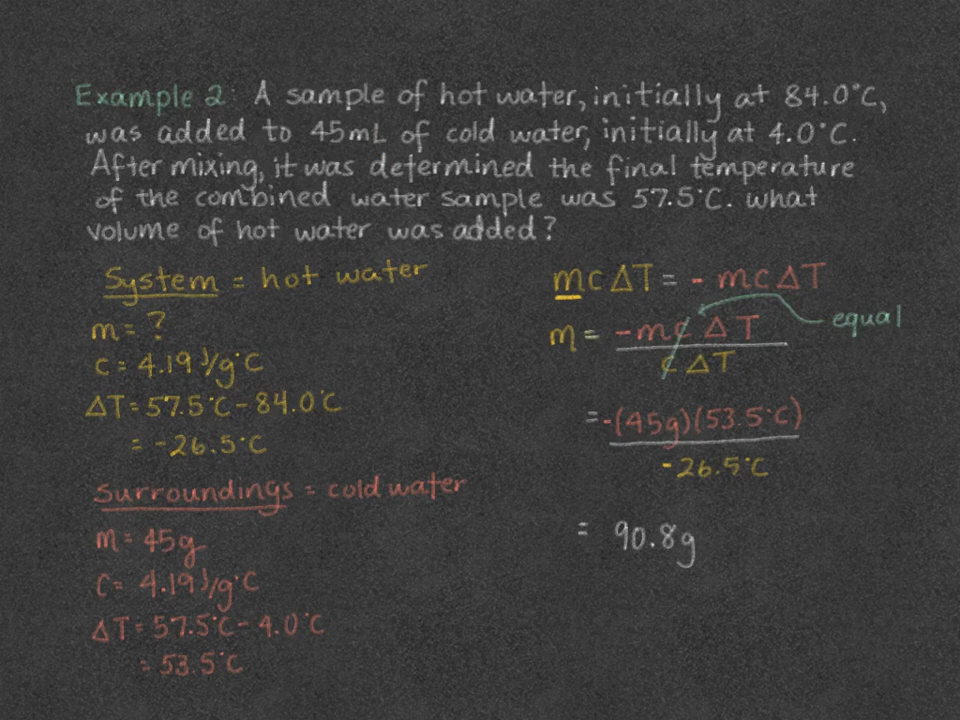 Example 2: A sample of hot water, initially at 84.0°C,
was added to 45mL of cold water, initially at 4.0°C.
After mixing, it was determined the final temperature
of the combined water sample was 57.5°C. what
volume of hot water was added?
System = hot water
m = ?
C = 4.19 J/g°C
ΔT = 57.5°C - 84.0°C
= -26.5°C
Surroundings = cold water
m = 45g
C = 4.19 J/g°C
ΔT = 57.5°C - 4.0°C
= 53.5°C
mcΔT = - mcΔT
m = -mcΔT
cΔT
equal
= -(45g)(53.5°C)
-26.5°C
= 90.8g